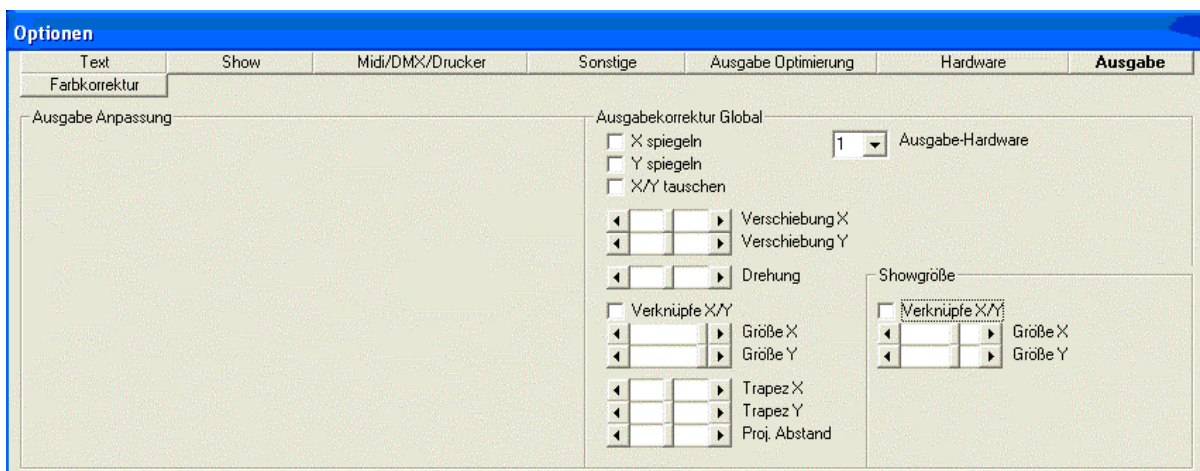 Optionen
Text Show Midi/DMX/Drucker Sonstige Ausgabe Optimierung Hardware Ausgabe
Farbkorrektur
Ausgabe Anpassung
Ausgabekorrektur Global
X spiegeln
1 Ausgabe-Hardware
Y spiegeln
X/Y tauschen
Verschiebung X
Verschiebung Y
Drehung
Verknüpfe X/Y
Größe X
Größe Y
Trapez X
Trapez Y
Proj. Abstand
Showgröße
Verknüpfe X/Y
Größe X
Größe Y